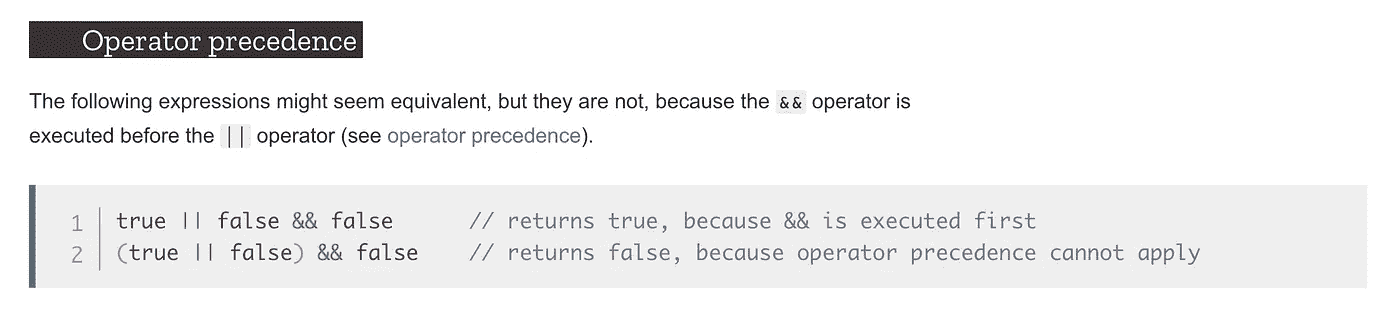 Operator precedence
The following expressions might seem equivalent, but they are not, because the && operator is
executed before the || operator (see operator precedence).
1 true || false && false // returns true, because && is executed first
2 (true || false) && false // returns false, because operator precedence cannot apply